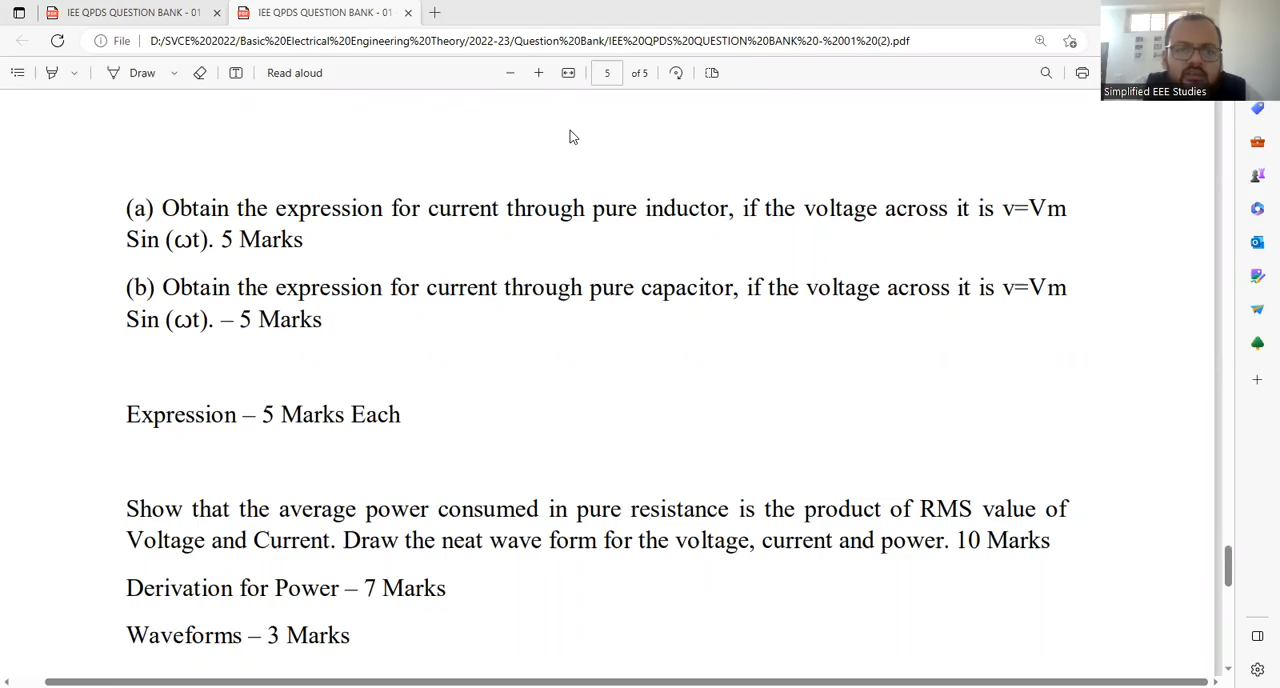 IEE QPDS QUESTION BANK - 01
IEE QPDS QUESTION BANK - 01
File
D:/SVCE%202022/Basic%20Electrical%20Engineering%20Theory/2022-23/Question%20Bank/IEE%20QPDS%20QUESTION%20BANK%20-%2001%20(2).pdf
Draw
Read aloud
5
of 5
Simplified EEE Studies
(a) Obtain the expression for current through pure inductor, if the voltage across it is v=Vm
Sin (ωt). 5 Marks
(b) Obtain the expression for current through pure capacitor, if the voltage across it is v=Vm
Sin (ωt). – 5 Marks
Expression – 5 Marks Each
Show that the average power consumed in pure resistance is the product of RMS value of
Voltage and Current. Draw the neat wave form for the voltage, current and power. 10 Marks
Derivation for Power – 7 Marks
Waveforms – 3 Marks